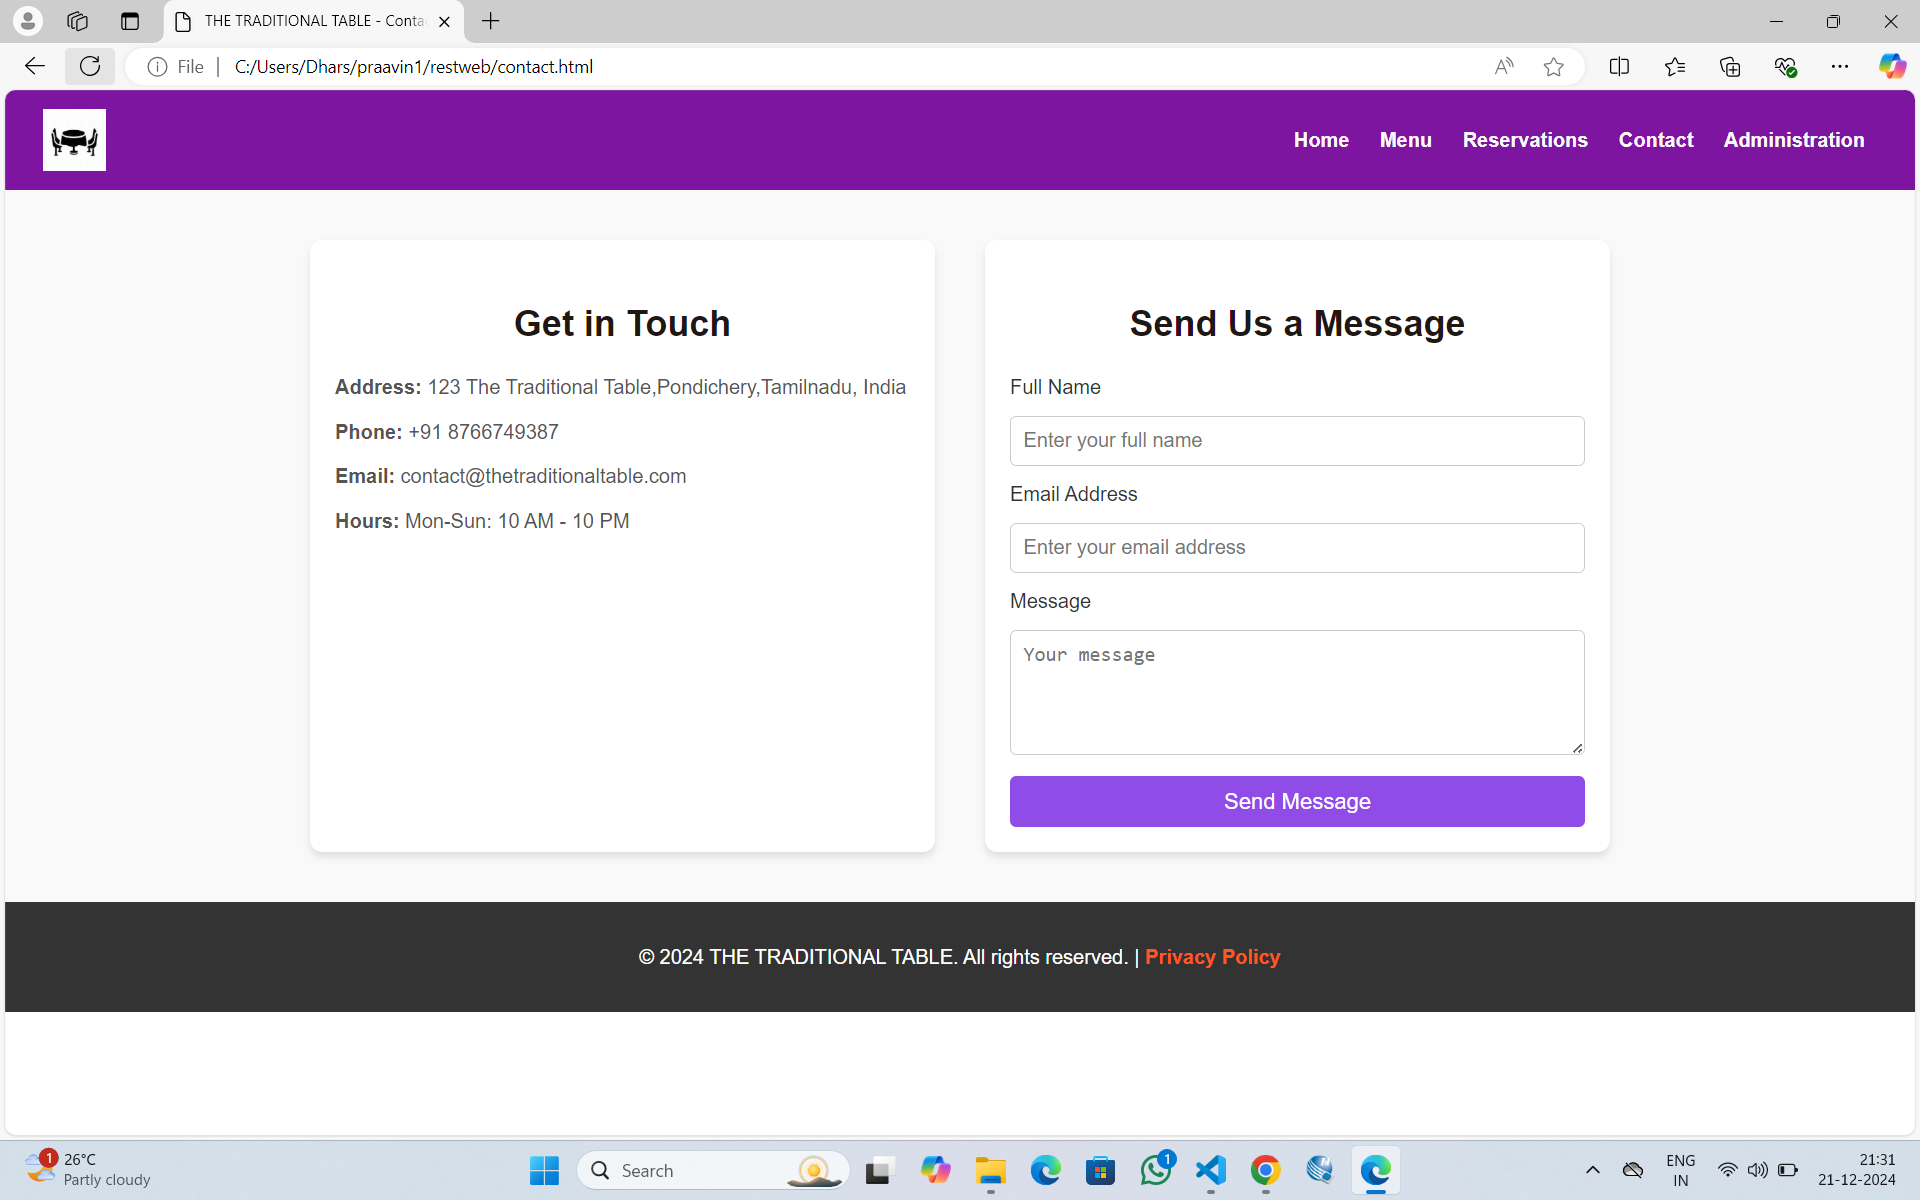 THE TRADITIONAL TABLE - Conta
File
C:/Users/Dhars/praavin1/restweb/contact.html
Home Menu Reservations Contact Administration
Get in Touch
Address: 123 The Traditional Table,Pondichery,Tamilnadu, India
Phone: +91 8766749387
Email: contact@thetraditionaltable.com
Hours: Mon-Sun: 10 AM - 10 PM
Send Us a Message
Full Name
Enter your full name
Email Address
Enter your email address
Message
Your message
Send Message
© 2024 THE TRADITIONAL TABLE. All rights reserved. | Privacy Policy
1
26°C
Partly cloudy
Search
1
ENG
IN
21:31
21-12-2024